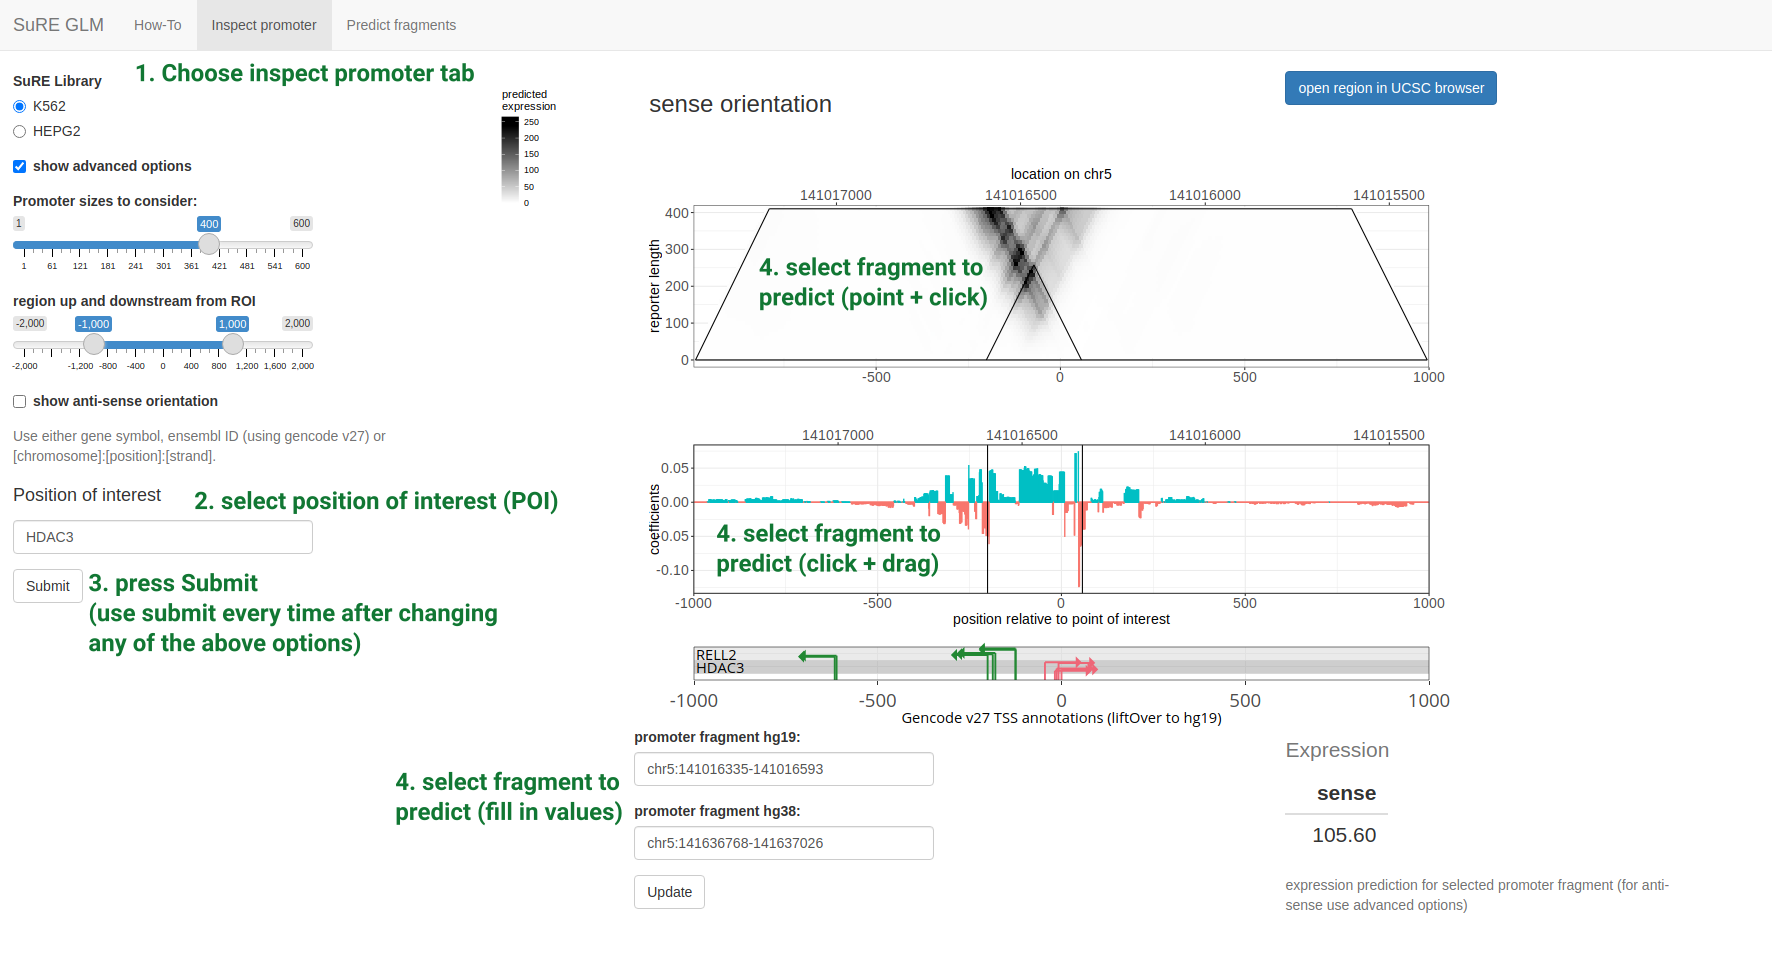 SuRE GLM How-To Inspect promoter Predict fragments
1. Choose inspect promoter tab
SuRE Library
K562
HEPG2
show advanced options
Promoter sizes to consider:
1 400 600
1 61 121 181 241 301 361 421 481 541 600
region up and downstream from ROI
-2,000 -1,000 1,000 2,000
-2,000 -1,200 -800 -400 0 400 800 1,200 1,600 2,000
show anti-sense orientation
Use either gene symbol, ensembl ID (using gencode v27) or
[chromosome]:[position]:[strand].
Position of interest
2. select position of interest (POI)
HDAC3
Submit
3. press Submit
(use submit every time after changing
any of the above options)
predicted
expression
250
200
150
100
50
0
sense orientation
open region in UCSC browser
location on chr5
141017000 141016500 141016000 141015500
reporter length
400
300
200
100
0
4. select fragment to
predict (point + click)
-500 0 500 1000
141017000 141016500 141016000 141015500
coefficients
0.05
0.00
-0.05
-0.10
4. select fragment to
predict (click + drag)
-1000 -500 0 500 1000
position relative to point of interest
RELL2
HDAC3
-1000 -500 0 500 1000
Gencode v27 TSS annotations (liftOver to hg19)
promoter fragment hg19:
chr5:141016335-141016593
4. select fragment to
predict (fill in values)
promoter fragment hg38:
chr5:141636768-141637026
Update
Expression
sense
105.60
expression prediction for selected promoter fragment (for anti-
sense use advanced options)